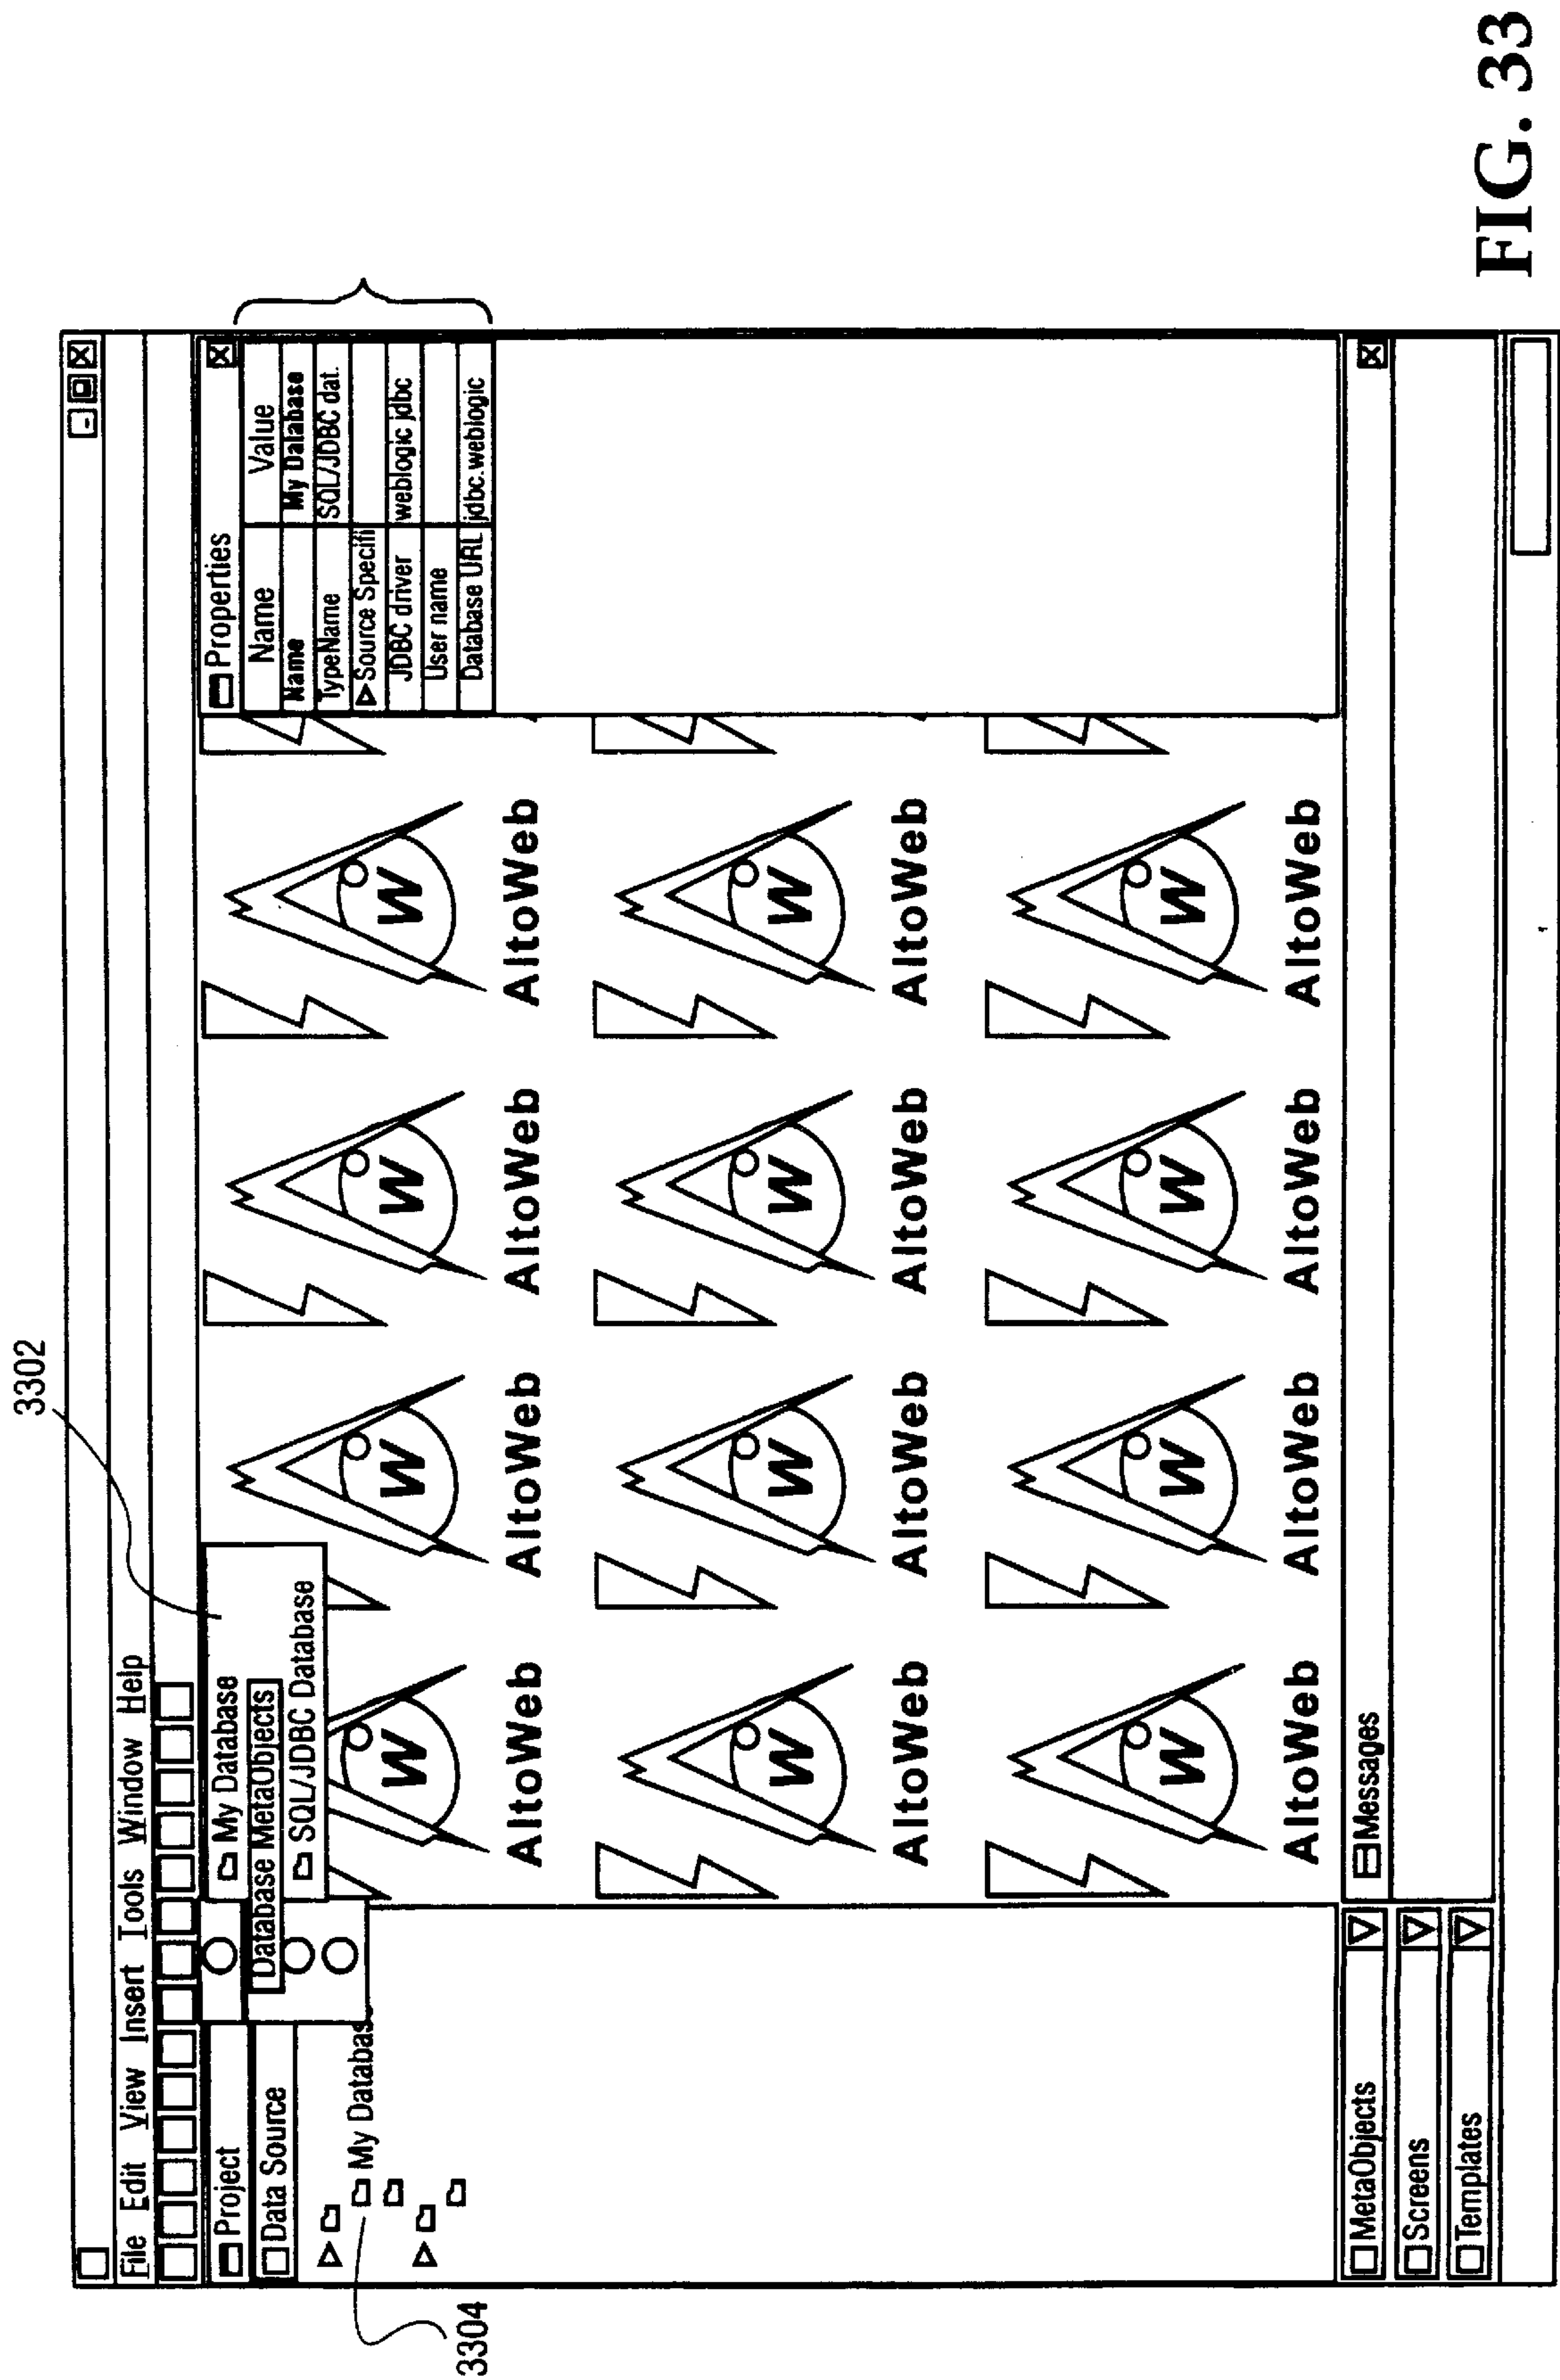 3302
File Edit View Insert Tools Window Help
Project
Data Source
My Databas
3304
My Database
Database MetaObjects
SQL/JDBC Database
Properties
Name Value
Name My Database
TypeName SQL/JDBC dat.
Source Specifi
JDBC driver weblogic jdbc
User name
Database URL jdbc.weblogic
W W W W
AltoWeb AltoWeb AltoWeb AltoWeb
W W W W
AltoWeb AltoWeb AltoWeb AltoWeb
W W W W
AltoWeb AltoWeb AltoWeb AltoWeb
MetaObjects
Screens
Templates
Messages
FIG. 33